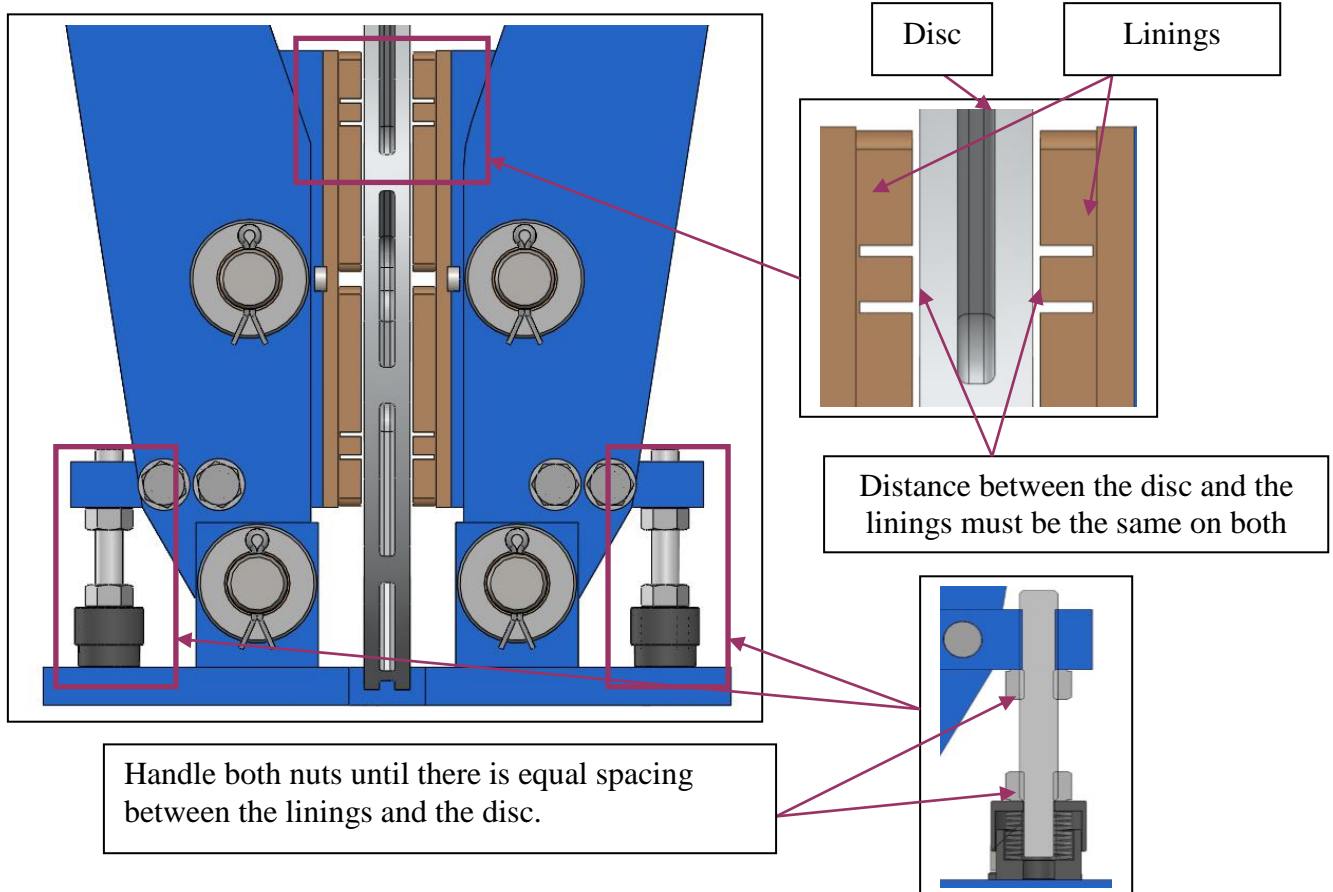 Disc
Linings
Distance between the disc and the
linings must be the same on both
Handle both nuts until there is equal spacing
between the linings and the disc.